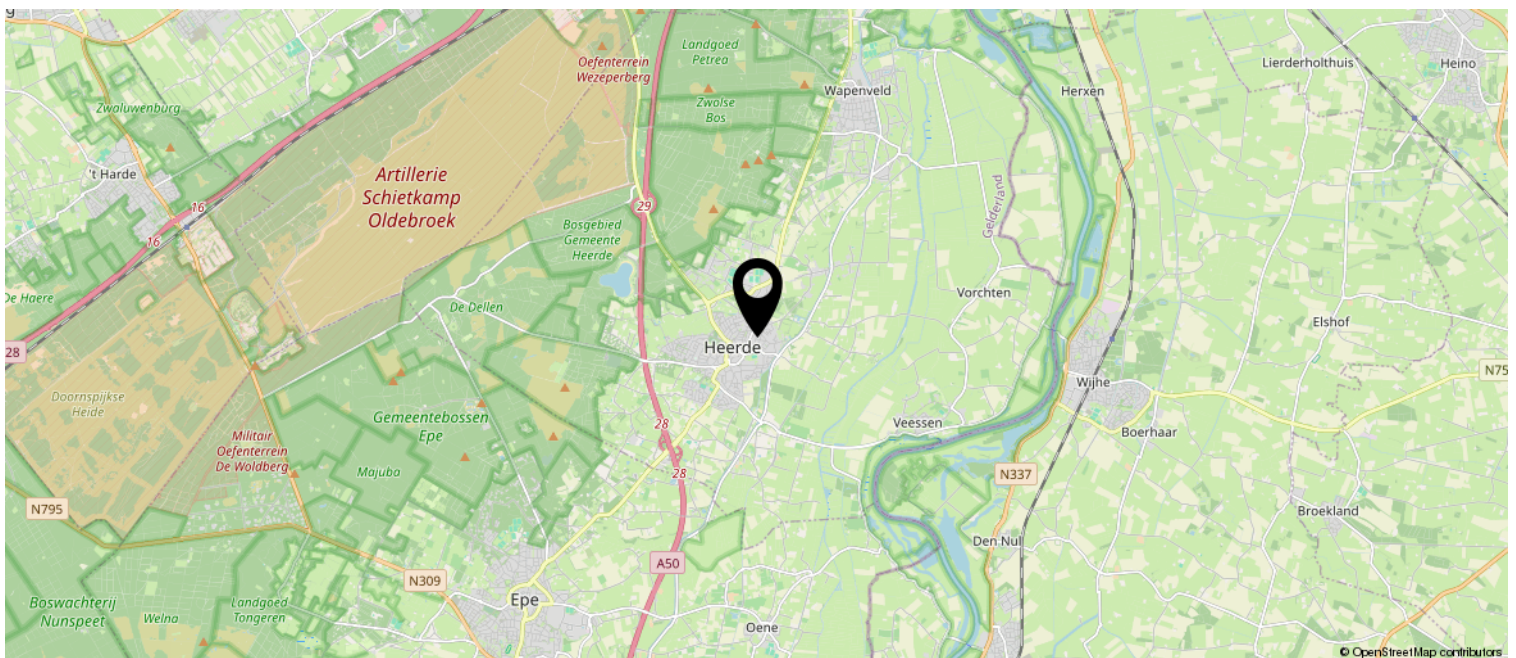 g
Landgoed
Petrea
Oefenterrein
Wezeperberg
Lierderholthuis
Heino
Wapenveld
Herxen
Zwaluwenburg
Zwolse
Bos
't Harde
Artillerie
Schietkamp
Oldebroek
16
29
16
Gelderland
Bosgebied
Gemeente
Heerde
De Haere
De Dellen
Vorchten
Elshof
28
Heerde
N75
Wijhe
Doornspijkse
Heide
Gemeentebossen
Epe
28
Veessen
Boerhaar
Militair
Oefenterrein
De Woldberg
Majuba
28
N337
N795
Broekland
Den Nul
A50
N309
Boswachterij
Nunspeet
Welna
Landgoed
Tongeren
Epe
Oene
© OpenStreetMap contributors